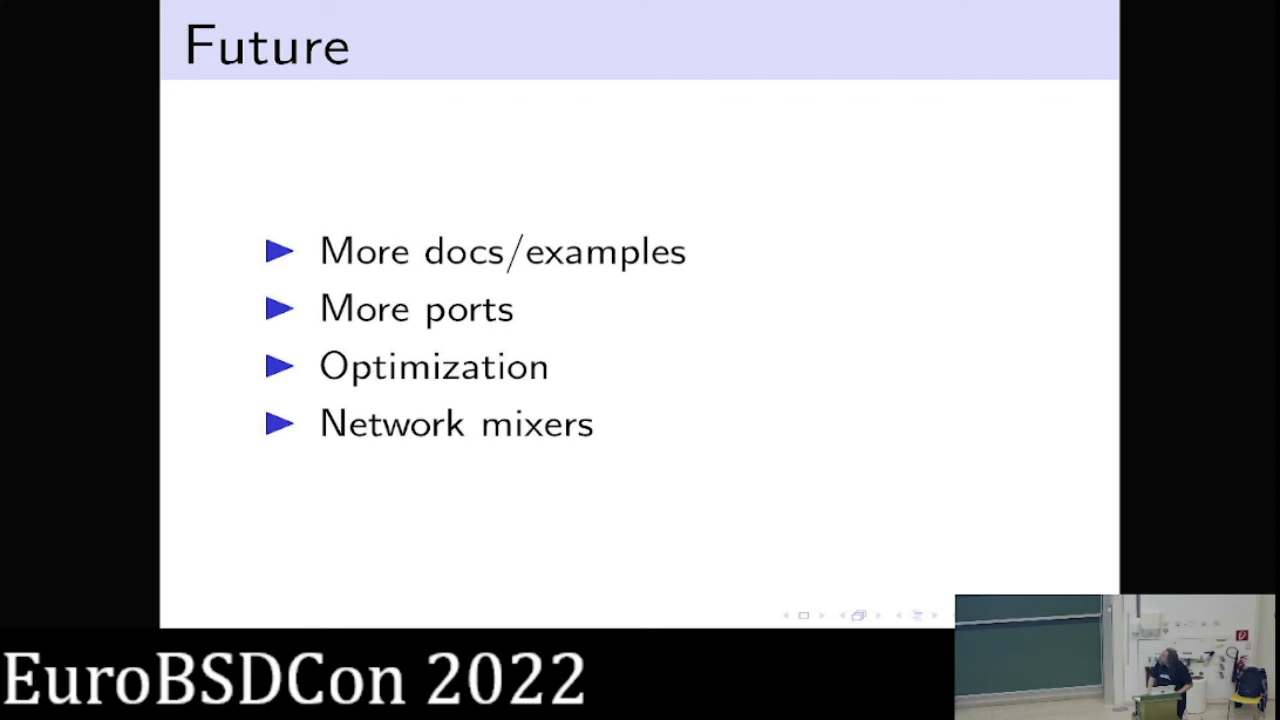 Future
More docs/examples
More ports
Optimization
Network mixers
EuroBSDCon 2022